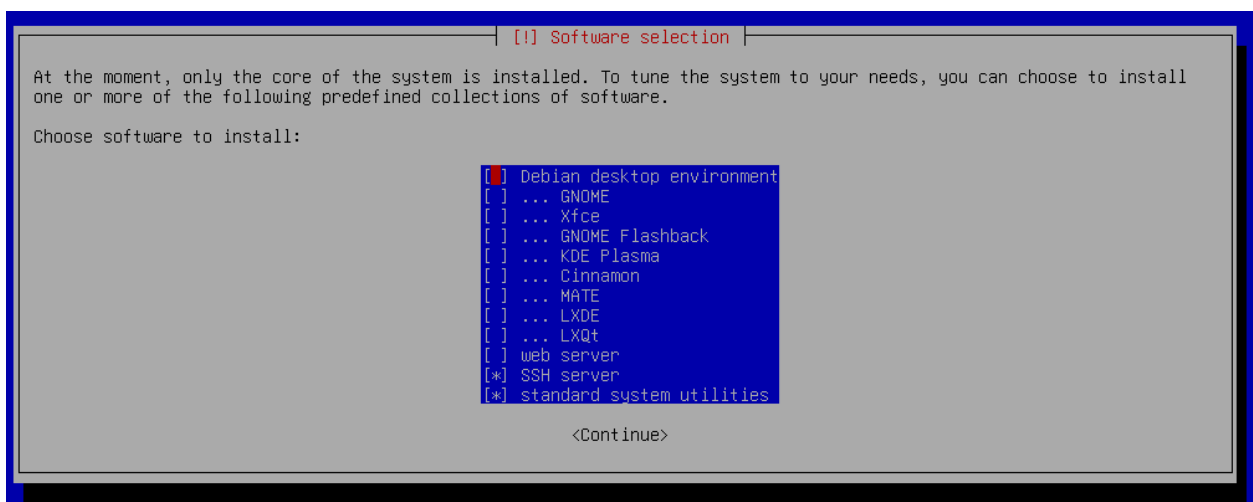 [!] Software selection
At the moment, only the core of the system is installed. To tune the system to your needs, you can choose to install
one or more of the following predefined collections of software.
Choose software to install:
[ ] Debian desktop environment
[ ] ... GNOME
[ ] ... Xfce
[ ] ... GNOME Flashback
[ ] ... KDE Plasma
[ ] ... Cinnamon
[ ] ... MATE
[ ] ... LXDE
[ ] ... LXQt
[ ] web server
[*] SSH server
[*] standard system utilities
<Continue>